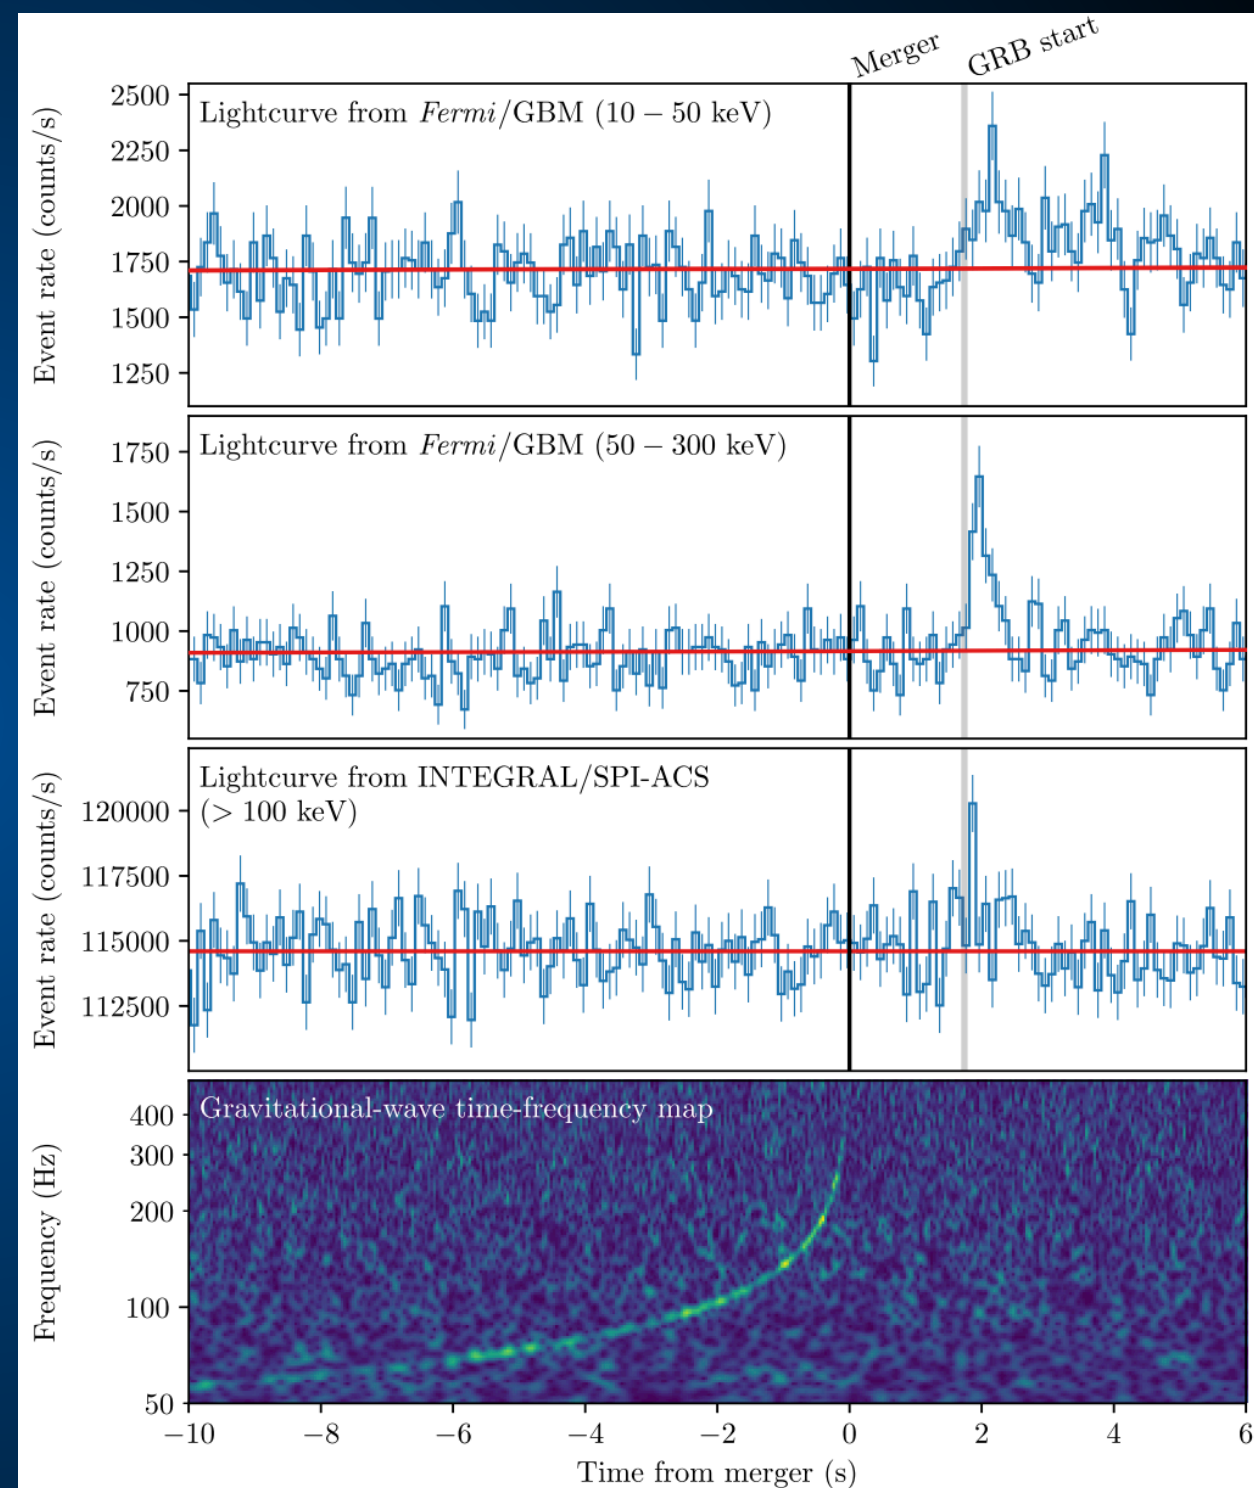 Merger
GRB start
Lightcurve from Fermi/GBM (10 − 50 keV)
Event rate (counts/s)
2500
2250
2000
1750
1500
1250
Lightcurve from Fermi/GBM (50 − 300 keV)
Event rate (counts/s)
1750
1500
1250
1000
750
Lightcurve from INTEGRAL/SPI-ACS
(> 100 keV)
Event rate (counts/s)
120000
117500
115000
112500
Gravitational-wave time-frequency map
Frequency (Hz)
400
300
200
100
50
−10 −8 −6 −4 −2 0 2 4 6
Time from merger (s)